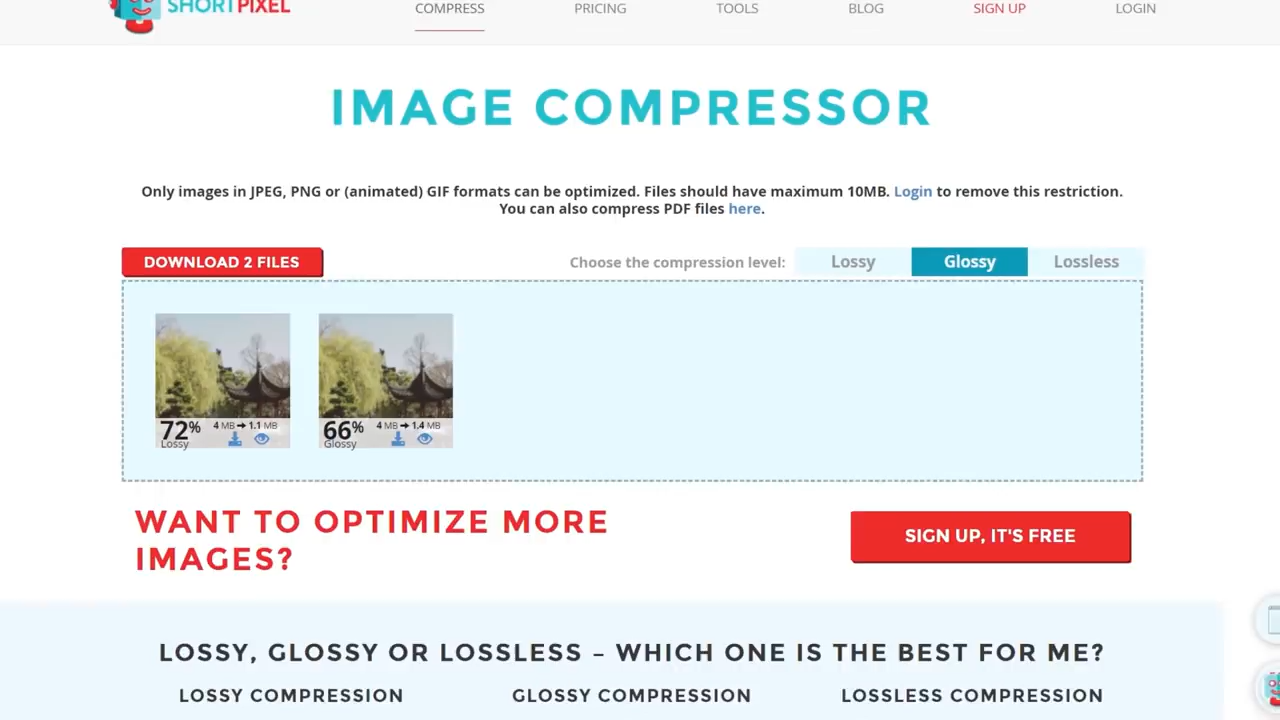 SHORTPIXEL
COMPRESS
PRICING
TOOLS
BLOG
SIGN UP
LOGIN
IMAGE COMPRESSOR
Only images in JPEG, PNG or (animated) GIF formats can be optimized. Files should have maximum 10MB. Login to remove this restriction.
You can also compress PDF files here.
DOWNLOAD 2 FILES
Choose the compression level:
Lossy
Glossy
Lossless
72%
4 MB → 1.1 MB
Lossy
66%
4 MB → 1.4 MB
Glossy
WANT TO OPTIMIZE MORE
IMAGES?
SIGN UP, IT'S FREE
LOSSY, GLOSSY OR LOSSLESS – WHICH ONE IS THE BEST FOR ME?
LOSSY COMPRESSION
GLOSSY COMPRESSION
LOSSLESS COMPRESSION